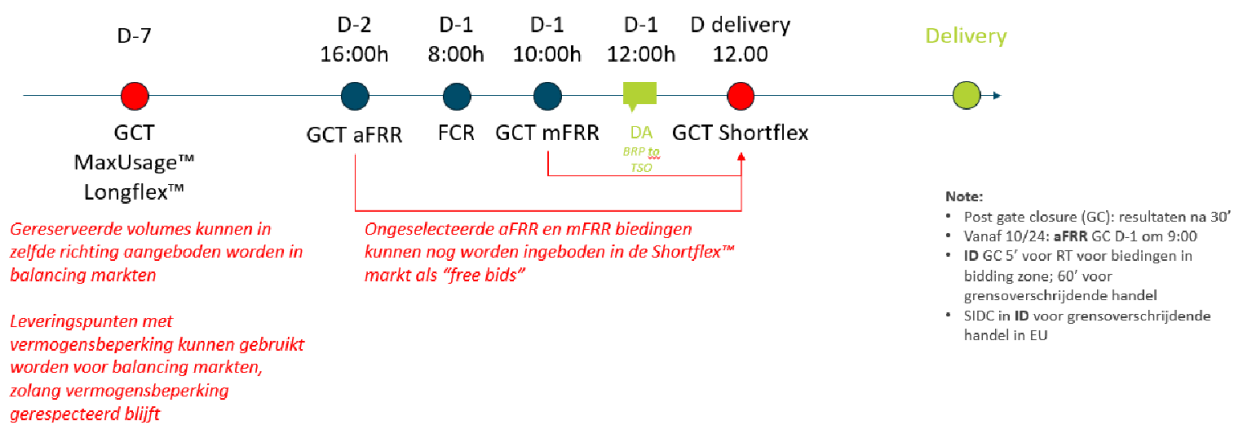 D-7
D-2
16:00h
D-1
8:00h
D-1
10:00h
D-1
12:00h
D delivery
12.00
Delivery
GCT
MaxUsage™
Longflex™
GCT aFRR
FCR
GCT mFRR
DA
BRP to
TSO
GCT Shortflex
Gereserveerde volumes kunnen in
zelfde richting aangeboden worden in
balancing markten
Leveringspunten met
vermogensbeperking kunnen gebruikt
worden voor balancing markten,
zolang vermogensbeperking
gerespecteerd blijft
Ongeselecteerde aFRR en mFRR biedingen
kunnen nog worden ingeboden in de Shortflex™
markt als “free bids”
Note:
• Post gate closure (GC): resultaten na 30’
• Vanaf 10/24: aFRR GC D-1 om 9:00
• ID GC 5’ voor RT voor biedingen in
bidding zone; 60’ voor
grensoverschrijdende handel
• SIDC in ID voor grensoverschrijdende
handel in EU